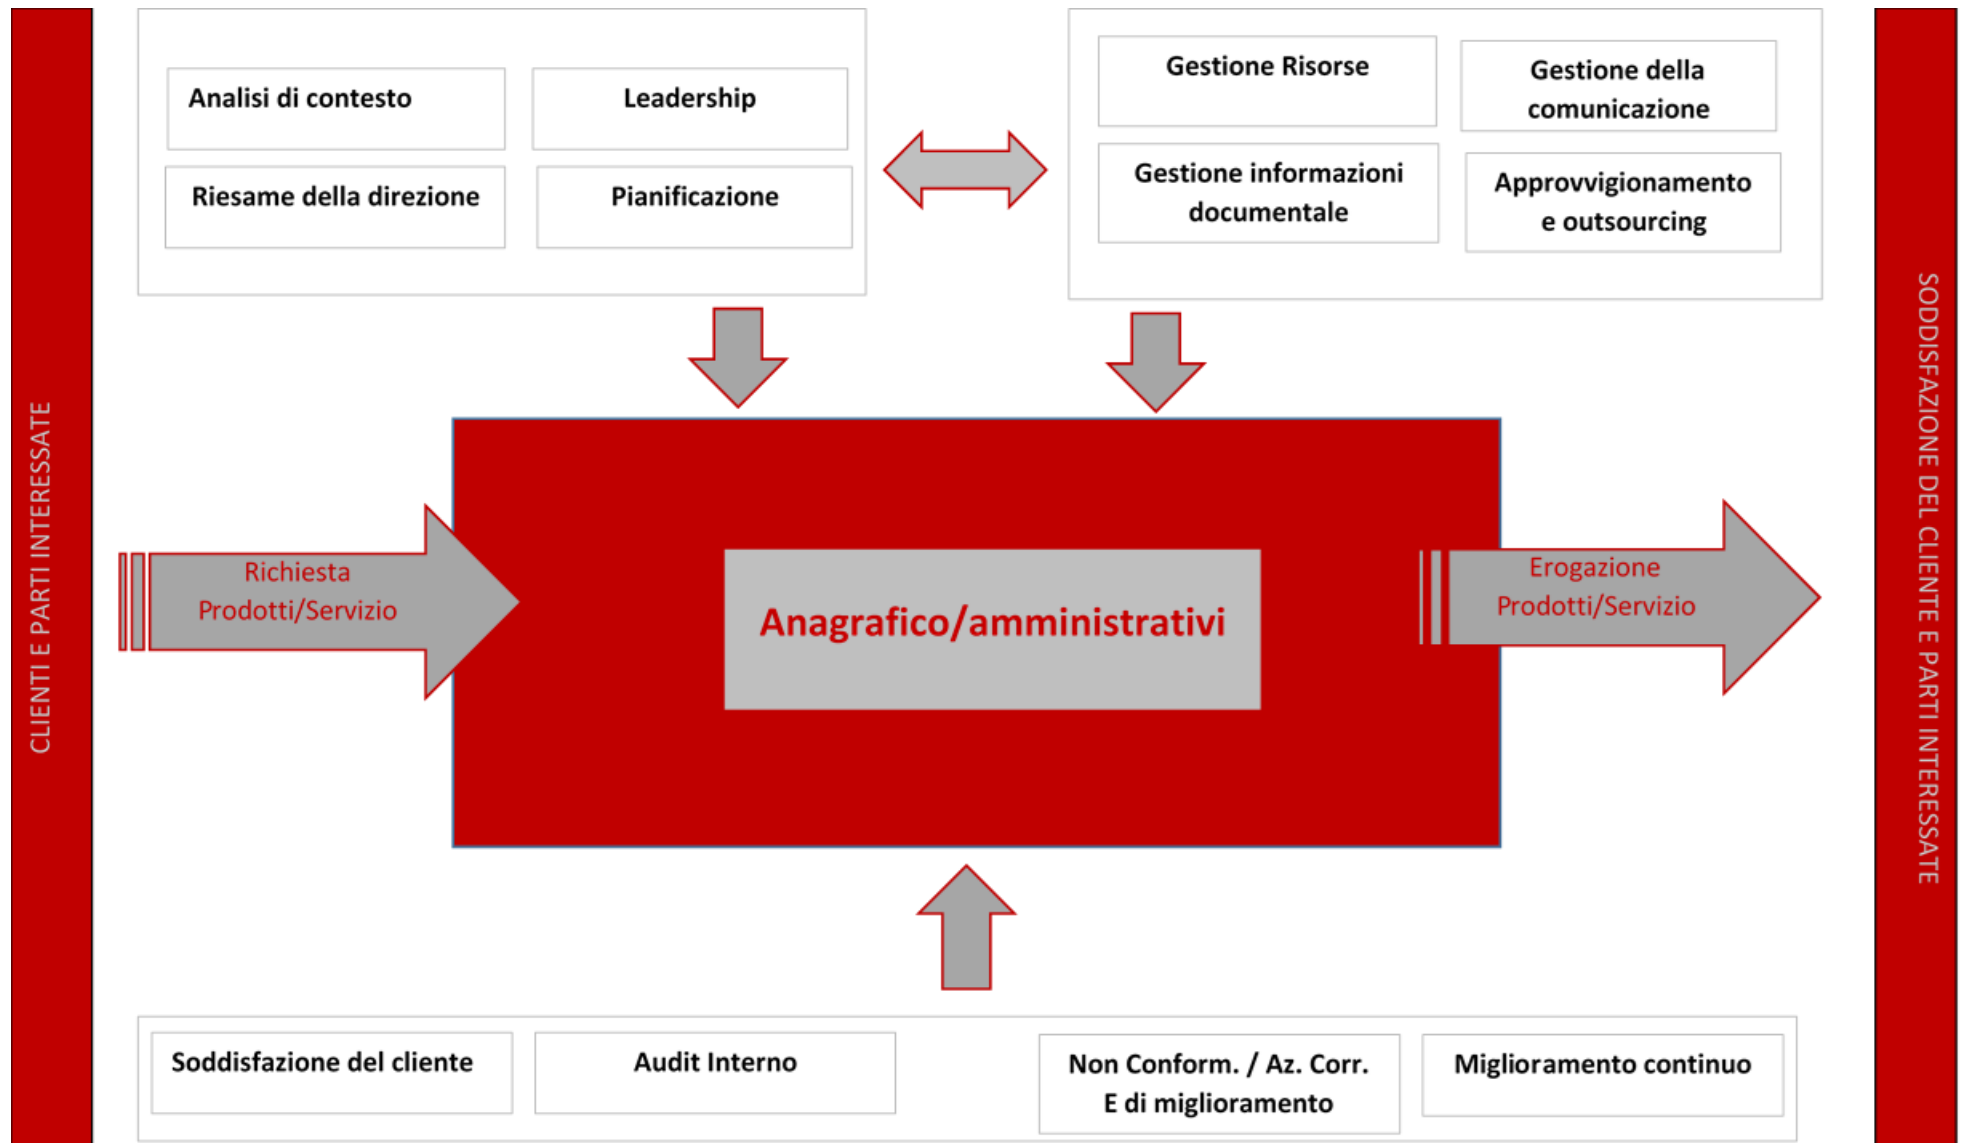 CLIENTI E PARTI INTERESSATE
Analisi di contesto
Leadership
Riesame della direzione
Pianificazione
Gestione Risorse
Gestione della
comunicazione
Gestione informazioni
documentale
Approvvigionamento
e outsourcing
Richiesta
Prodotti/Servizio
Anagrafico/amministrativi
Erogazione
Prodotti/Servizio
SODDISFAZIONE DEL CLIENTE E PARTI INTERESSATE
Soddisfazione del cliente
Audit Interno
Non Conform. / Az. Corr.
E di miglioramento
Miglioramento continuo